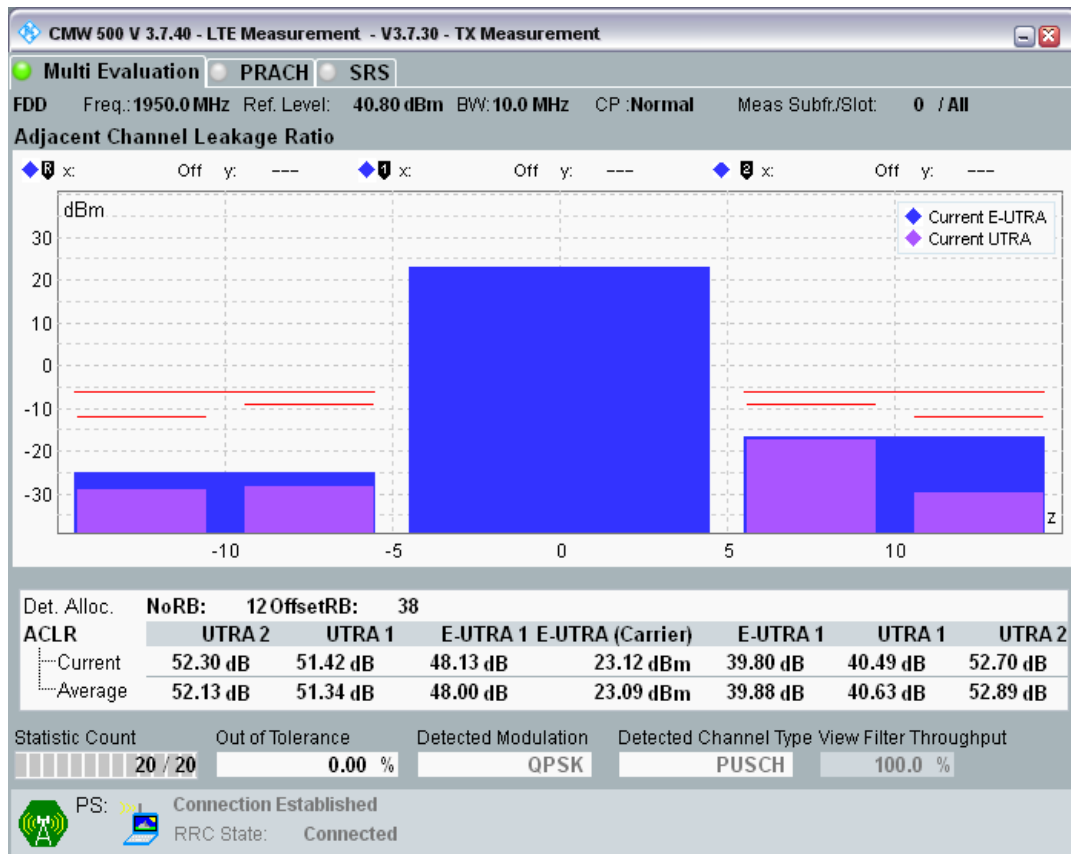 CMW 500 V 3.7.40 - LTE Measurement - V3.7.30 - TX Measurement
Multi Evaluation PRACH SRS
FDD Freq.:1950.0 MHz Ref. Level: 40.80 dBm BW:10.0 MHz CP :Normal Meas Subfr./Slot: 0 / All
Adjacent Channel Leakage Ratio
R x: Off y: --- 1 x: Off y: --- 2 x: Off y: ---
dBm
Current E-UTRA
Current UTRA
30
20
10
0
-10
-20
-30
z
-10 -5 0 5 10
Det. Alloc. NoRB: 12 OffsetRB: 38
ACLR UTRA 2 UTRA 1 E-UTRA 1 E-UTRA (Carrier) E-UTRA 1 UTRA 1 UTRA 2
Current 52.30 dB 51.42 dB 48.13 dB 23.12 dBm 39.80 dB 40.49 dB 52.70 dB
Average 52.13 dB 51.34 dB 48.00 dB 23.09 dBm 39.88 dB 40.63 dB 52.89 dB
Statistic Count Out of Tolerance Detected Modulation Detected Channel Type View Filter Throughput
20 / 20 0.00 % QPSK PUSCH 100.0 %
PS: Connection Established
RRC State: Connected